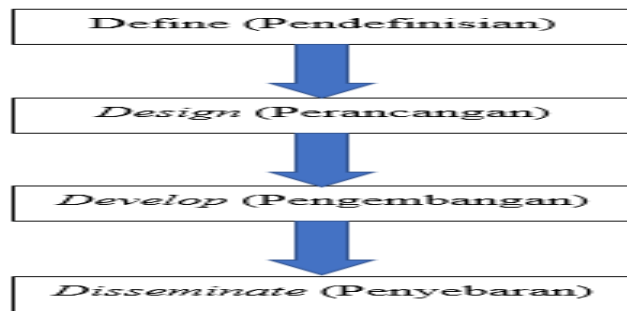 Define (Pendefinisian)
Design (Perancangan)
Develop (Pengembangan)
Disseminate (Penyebaran)